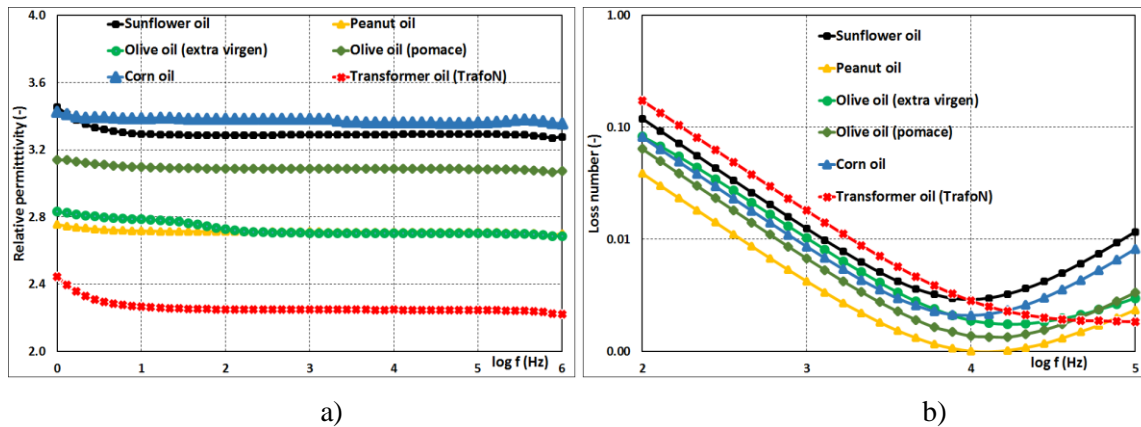 4.0
3.6
3.2
2.8
2.4
2.0
Relative permittivity (-)
Sunflower oil
Peanut oil
Olive oil (extra virgen)
Olive oil (pomace)
Corn oil
Transformer oil (TrafoN)
0 1 2 3 4 5 6
log f (Hz)
a)
1.00
0.10
0.01
0.00
Loss number (-)
Sunflower oil
Peanut oil
Olive oil (extra virgen)
Olive oil (pomace)
Corn oil
Transformer oil (TrafoN)
2 3 4 5
log f (Hz)
b)